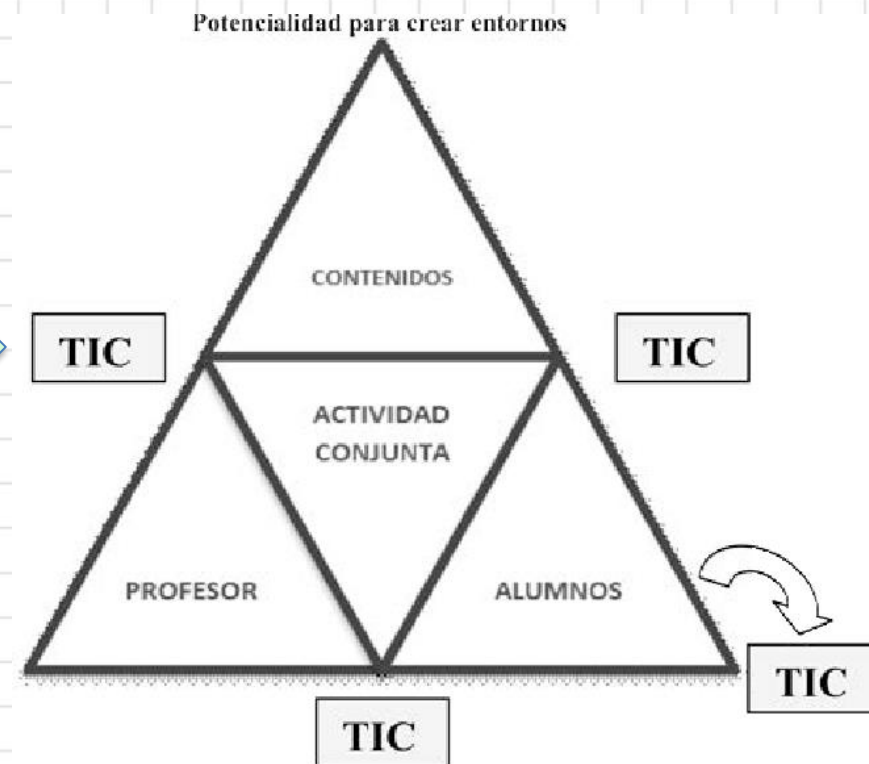 Potencialidad para crear entornos
CONTENIDOS
TIC
TIC
ACTIVIDAD
CONJUNTA
PROFESOR
ALUMNOS
TIC
TIC